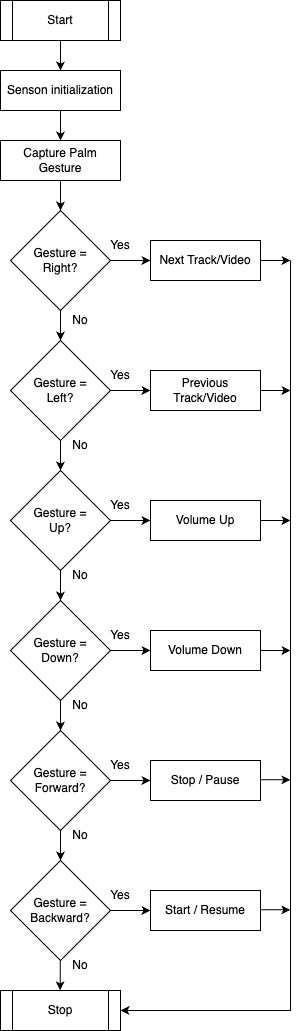 Start
Senson initialization
Capture Palm
Gesture
Gesture =
Right?
Yes
Next Track/Video
No
Gesture =
Left?
Yes
Previous
Track/Video
No
Gesture =
Up?
Yes
Volume Up
No
Gesture =
Down?
Yes
Volume Down
No
Gesture =
Forward?
Yes
Stop / Pause
No
Gesture =
Backward?
Yes
Start / Resume
No
Stop